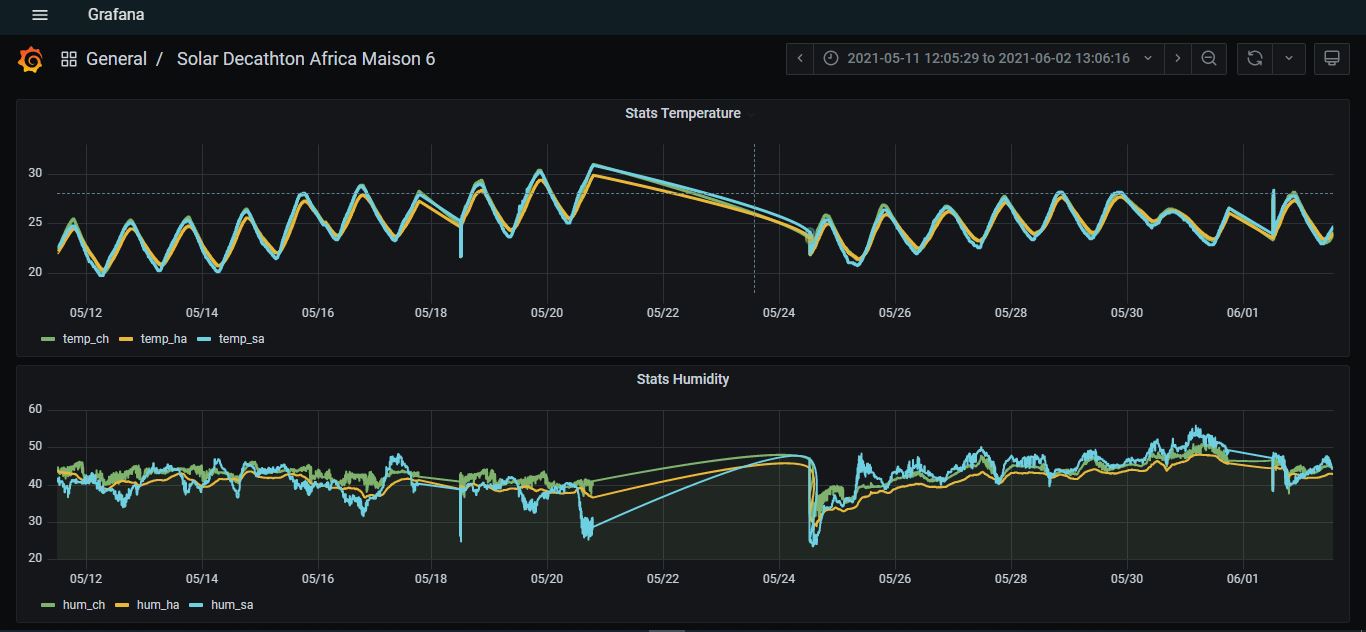 Grafana
General / Solar Decathton Africa Maison 6
2021-05-11 12:05:29 to 2021-06-02 13:06:16
Stats Temperature
30
25
20
05/12 05/14 05/16 05/18 05/20 05/22 05/24 05/26 05/28 05/30 06/01
temp_ch temp_ha temp_sa
Stats Humidity
60
50
40
30
20
05/12 05/14 05/16 05/18 05/20 05/22 05/24 05/26 05/28 05/30 06/01
hum_ch hum_ha hum_sa